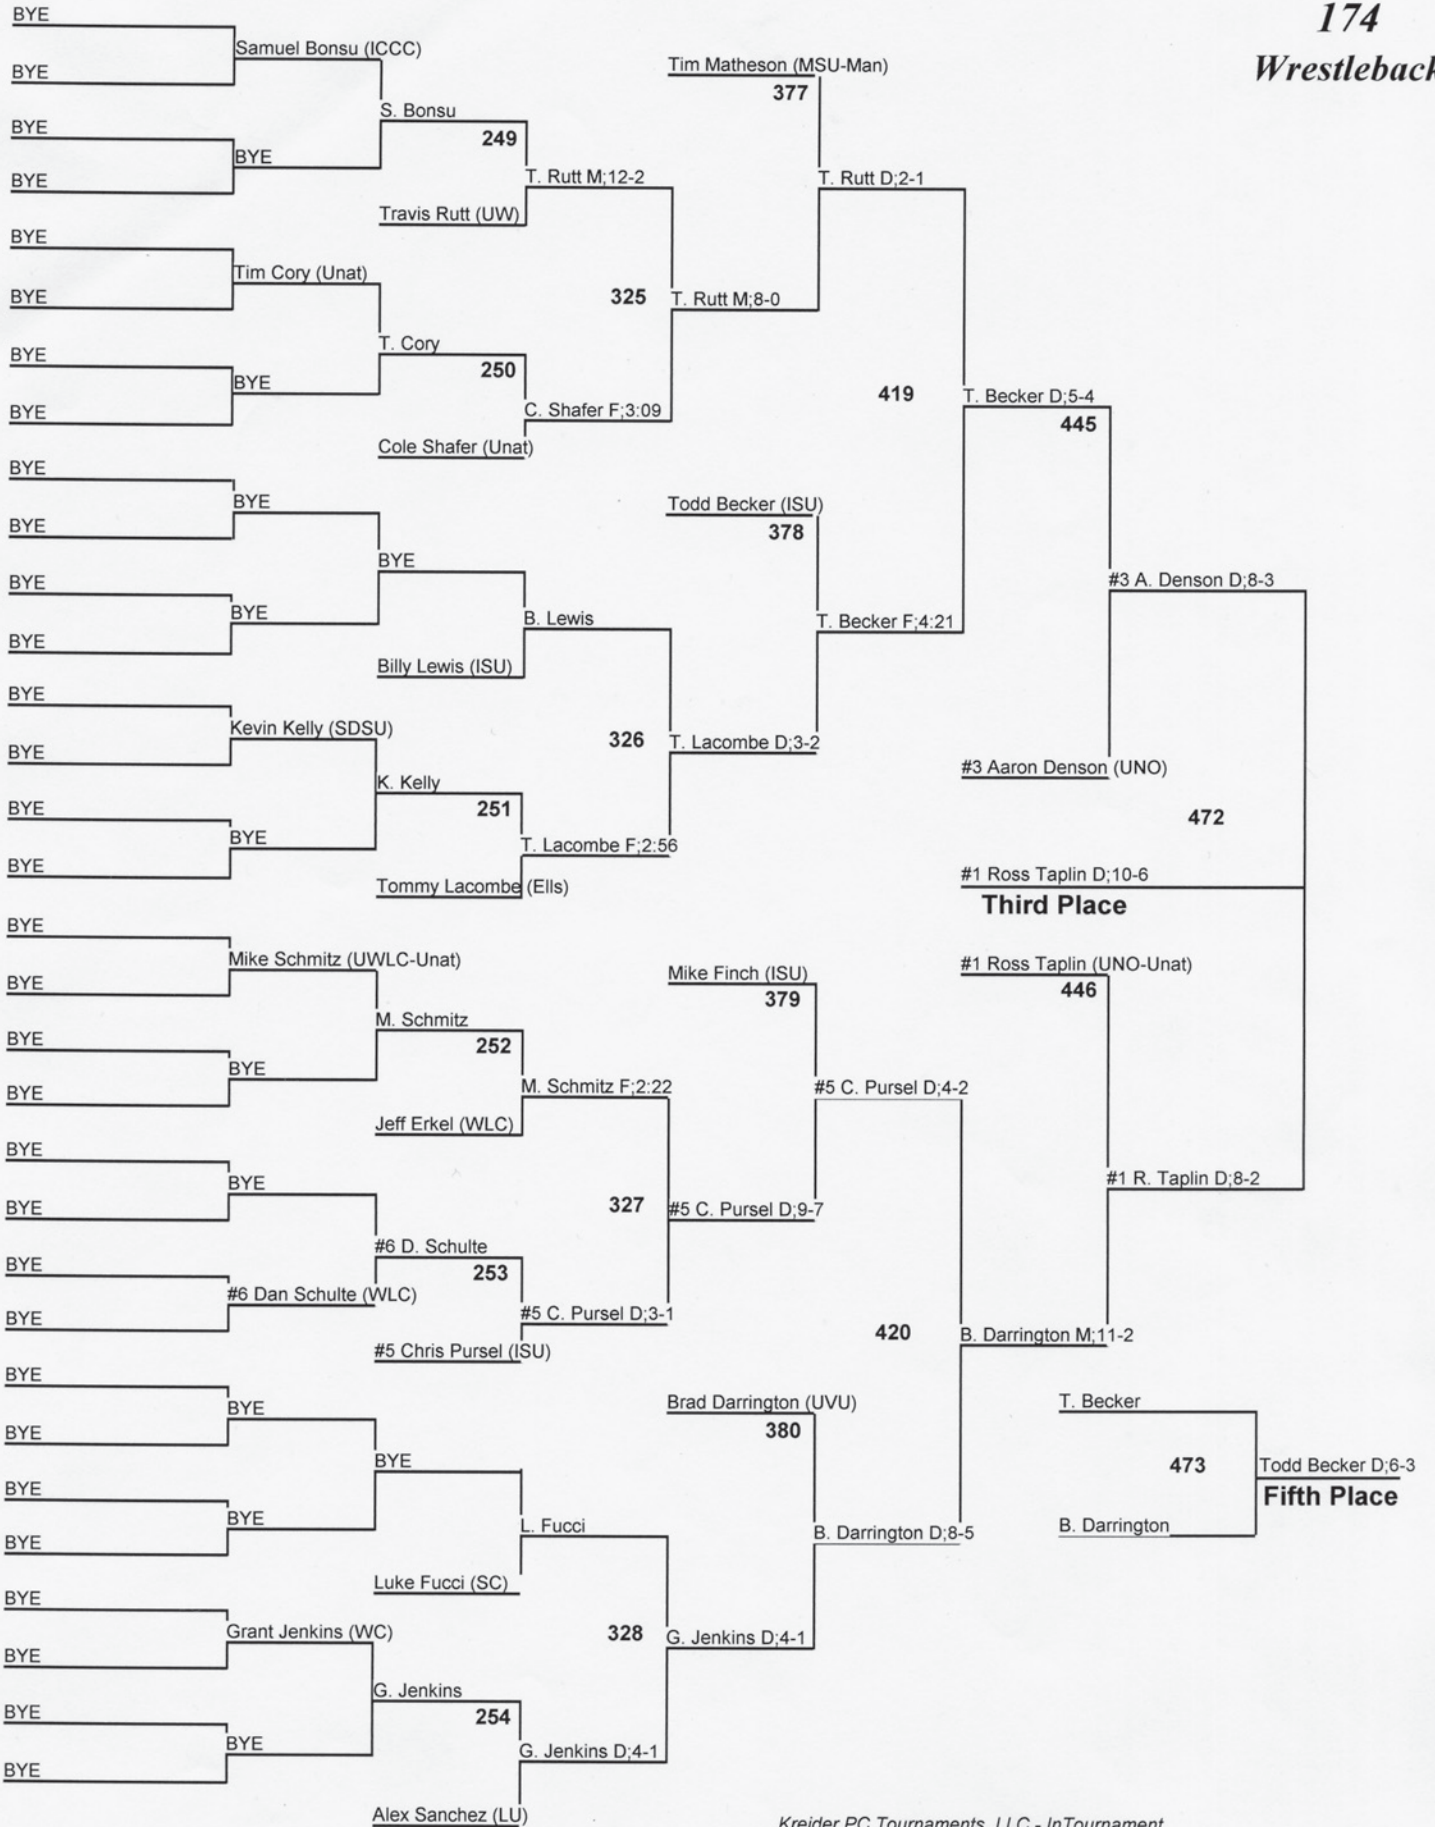 174
Wrestleback
BYE
Samuel Bonsu (ICCC)
BYE
Tim Matheson (MSU-Man)
377
S. Bonsu
249
BYE
BYE
BYE
T. Rutt M;12-2
T. Rutt D;2-1
Travis Rutt (UW)
BYE
Tim Cory (Unat)
BYE
325
T. Rutt M;8-0
T. Cory
250
BYE
BYE
BYE
419
T. Becker D;5-4
445
C. Shafer F;3:09
Cole Shafer (Unat)
BYE
BYE
BYE
Todd Becker (ISU)
378
BYE
BYE
BYE
BYE
#3 A. Denson D;8-3
B. Lewis
T. Becker F;4:21
Billy Lewis (ISU)
BYE
Kevin Kelly (SDSU)
BYE
326
T. Lacombe D;3-2
#3 Aaron Denson (UNO)
K. Kelly
251
BYE
BYE
BYE
472
T. Lacombe F;2:56
Tommy Lacombe (Ells)
#1 Ross Taplin D;10-6
Third Place
BYE
Mike Schmitz (UWLC-Unat)
BYE
Mike Finch (ISU)
379
#1 Ross Taplin (UNO-Unat)
446
M. Schmitz
252
BYE
BYE
BYE
M. Schmitz F;2:22
#5 C. Pursel D;4-2
Jeff Erkel (WLC)
BYE
BYE
BYE
327
#5 C. Pursel D;9-7
#1 R. Taplin D;8-2
#6 D. Schulte
253
BYE
#6 Dan Schulte (WLC)
BYE
#5 C. Pursel D;3-1
#5 Chris Pursel (ISU)
420
B. Darrington M;11-2
BYE
BYE
BYE
Brad Darrington (UVU)
380
T. Becker
BYE
473
Todd Becker D;6-3
Fifth Place
BYE
BYE
BYE
L. Fucci
B. Darrington D;8-5
B. Darrington
Luke Fucci (SC)
BYE
Grant Jenkins (WC)
BYE
328
G. Jenkins D;4-1
G. Jenkins
254
BYE
BYE
BYE
G. Jenkins D;4-1
Alex Sanchez (LU)
Kreider PC Tournaments, LLC - InTournament